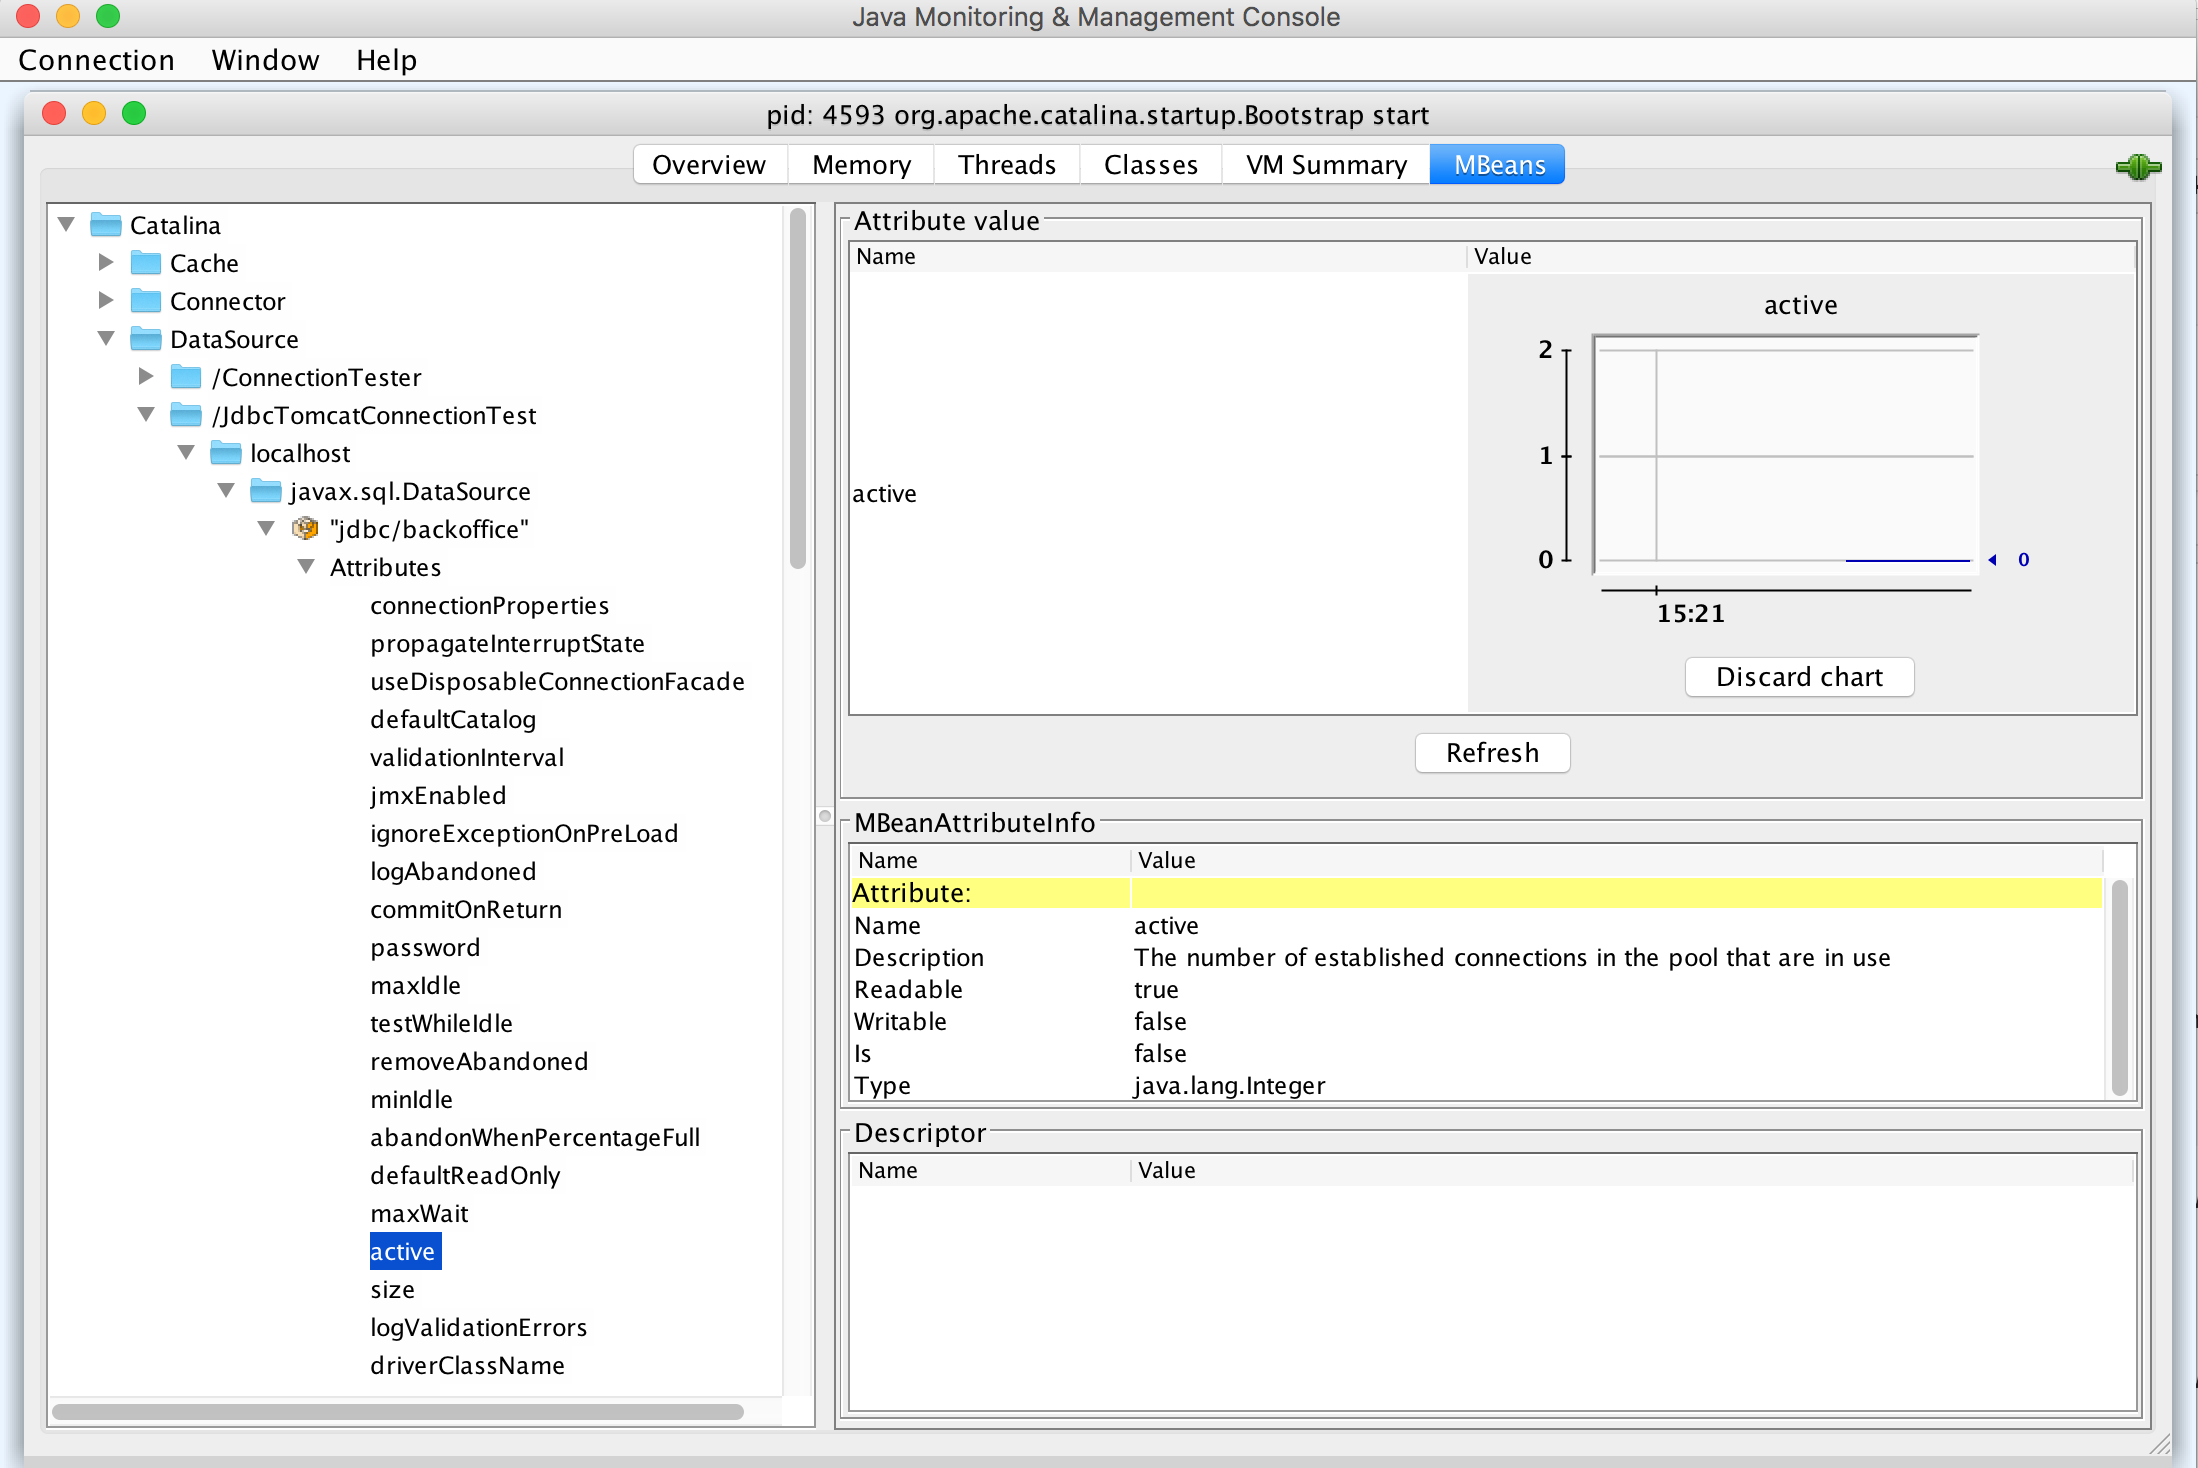 Java Monitoring & Management Console
Connection Window Help
pid: 4593 org.apache.catalina.startup.Bootstrap start
Overview Memory Threads Classes VM Summary MBeans
Catalina
Cache
Connector
DataSource
/ConnectionTester
/JdbcTomcatConnectionTest
localhost
javax.sql.DataSource
"jdbc/backoffice"
Attributes
connectionProperties
propagateInterruptState
useDisposableConnectionFacade
defaultCatalog
validationInterval
jmxEnabled
ignoreExceptionOnPreLoad
logAbandoned
commitOnReturn
password
maxIdle
testWhileIdle
removeAbandoned
minIdle
abandonWhenPercentageFull
defaultReadOnly
maxWait
active
size
logValidationErrors
driverClassName
Attribute value
Name Value
active
active
2
1
0
0
15:21
Discard chart
Refresh
MBeanAttributeInfo
Name Value
Attribute:
Name active
Description The number of established connections in the pool that are in use
Readable true
Writable false
Is false
Type java.lang.Integer
Descriptor
Name Value